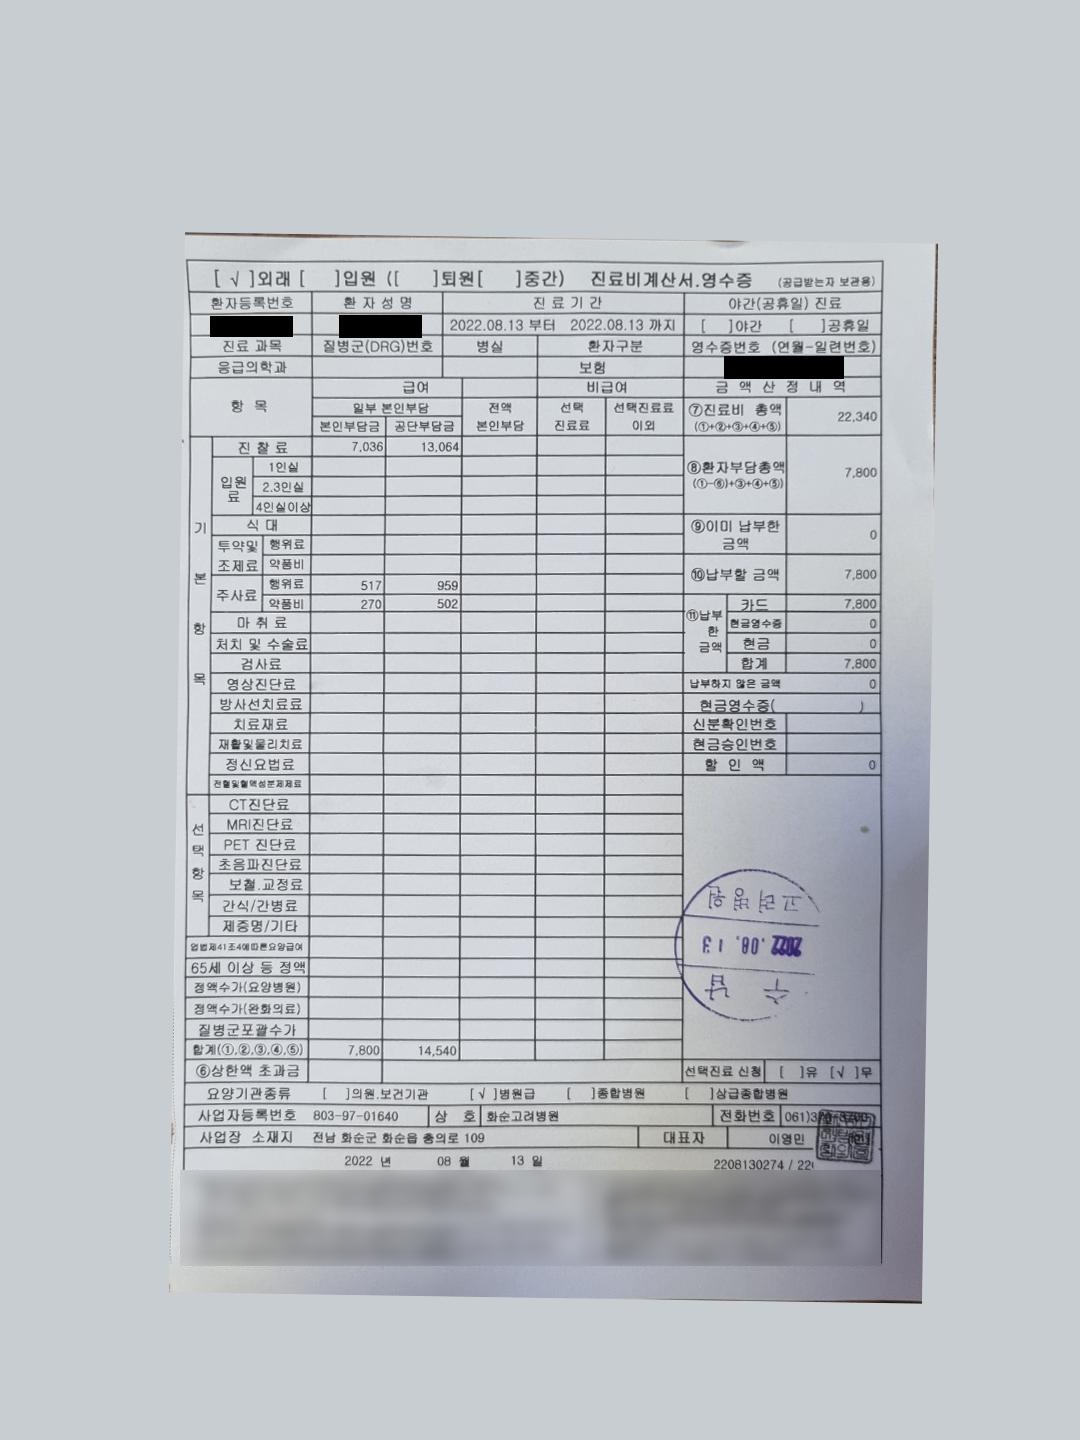 [ √ ]외래 [ ]입원 ([ ]퇴원[ ]중간) 진료비계산서.영수증 (공급받는자 보관용)
환자등록번호 환 자 성 명 진 료 기 간 야간(공휴일) 진료
2022.08.13 부터 2022.08.13 까지 [ ]야간 [ ]공휴일
진료 과목 질병군(DRG)번호 병실 환자구분 영수증번호 (연월-일련번호)
응급의학과 보험
항 목 급여 비급여 금 액 산 정 내 역
일부 본인부담 전액 본인부담 선택 진료료 선택진료료 이외 ⑦진료비 총액 (①+②+③+④+⑤) 22,340
본인부담금 공단부담금
기 본 항 목
진 찰 료 7,036 13,064
입원료 1인실 ⑧환자부담총액 (①-⑥)+③+④+⑤) 7,800
2.3인실
4인실이상
식 대 ⑨이미 납부한 금액 0
투약및 조제료 행위료
약품비 ⑩납부할 금액 7,800
주사료 행위료 517 959
약품비 270 502 ⑪납부한 금액 카드 7,800
마 취 료 현금영수증 0
처치 및 수술료 현금 0
검사료 합계 7,800
영상진단료 납부하지 않은 금액 0
방사선치료료 현금영수증( )
치료재료 신분확인번호
재활및물리치료 현금승인번호
정신요법료 할 인 액 0
전혈및혈액성분제제료
선 택 항 목
CT진단료
MRI진단료
PET 진단료
초음파진단료
보철.교정료
간식/간병료
제증명/기타
업법제41조4에따른요양급여
65세 이상 등 정액
정액수가(요양병원)
정액수가(완화의료)
질병군포괄수가
고려병원
2022.08.13
수 납
합계(①,②,③,④,⑤) 7,800 14,540
⑥상한액 초과금 선택진료 신청 [ ]유 [√ ]무
요양기관종류 [ ]의원.보건기관 [ √ ]병원급 [ ]종합병원 [ ]상급종합병원
사업자등록번호 803-97-01640 상 호 화순고려병원 전화번호 061)
사업장 소재지 전남 화순군 화순읍 충의로 109 대표자 이영민
2022 년 08 월 13 일 2208130274 / 22